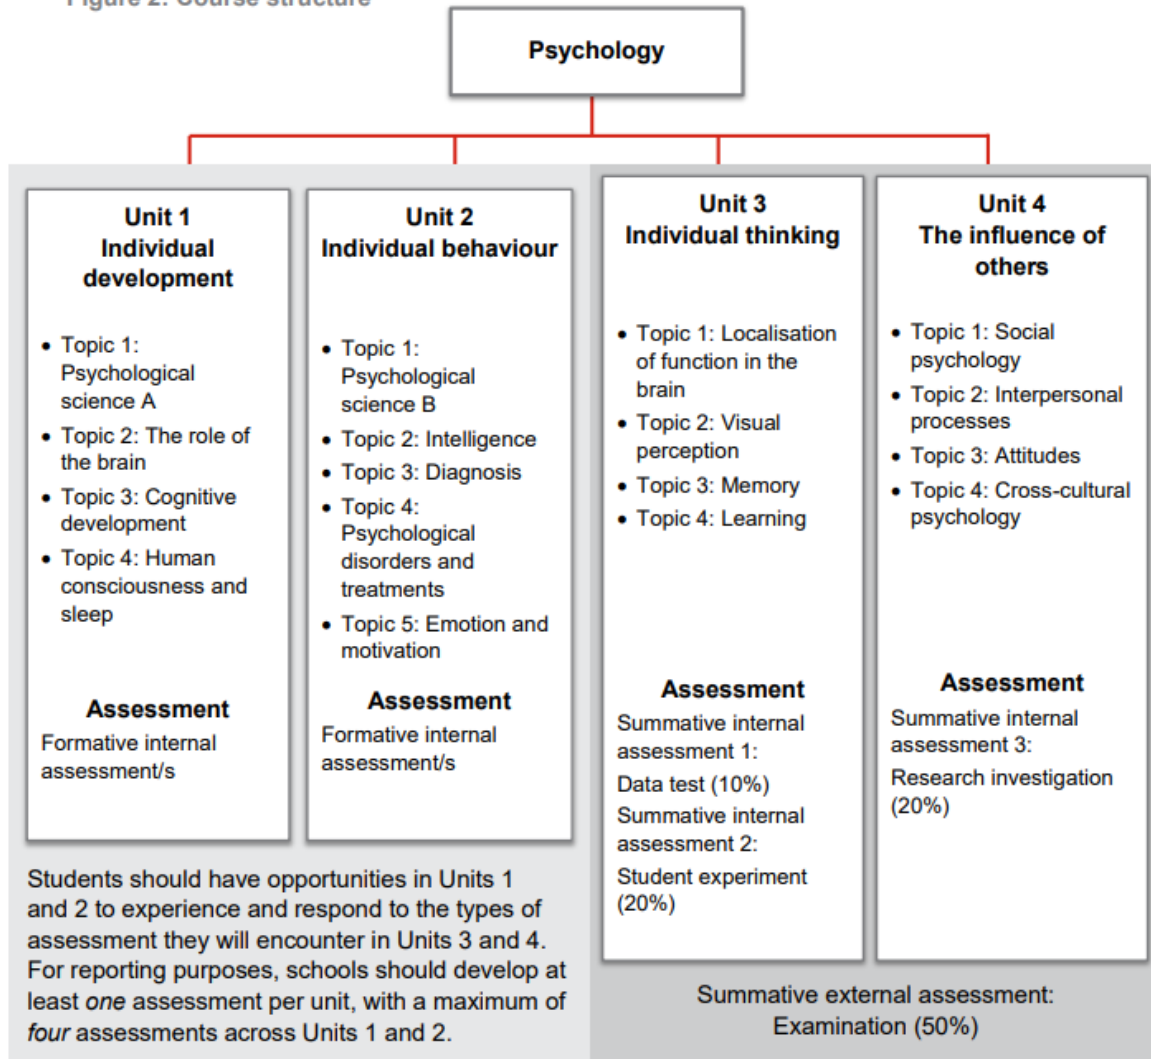 Figure 2: Course structure
Psychology
Unit 1
Individual
development
• Topic 1:
Psychological
science A
• Topic 2: The role of
the brain
• Topic 3: Cognitive
development
• Topic 4: Human
consciousness and
sleep
Assessment
Formative internal
assessment/s
Unit 2
Individual behaviour
• Topic 1:
Psychological
science B
• Topic 2: Intelligence
• Topic 3: Diagnosis
• Topic 4:
Psychological
disorders and
treatments
• Topic 5: Emotion and
motivation
Assessment
Formative internal
assessment/s
Students should have opportunities in Units 1
and 2 to experience and respond to the types of
assessment they will encounter in Units 3 and 4.
For reporting purposes, schools should develop at
least one assessment per unit, with a maximum of
four assessments across Units 1 and 2.
Unit 3
Individual thinking
• Topic 1: Localisation
of function in the
brain
• Topic 2: Visual
perception
• Topic 3: Memory
• Topic 4: Learning
Assessment
Summative internal
assessment 1:
Data test (10%)
Summative internal
assessment 2:
Student experiment
(20%)
Unit 4
The influence of
others
• Topic 1: Social
psychology
• Topic 2: Interpersonal
processes
• Topic 3: Attitudes
• Topic 4: Cross-cultural
psychology
Assessment
Summative internal
assessment 3:
Research investigation
(20%)
Summative external assessment:
Examination (50%)